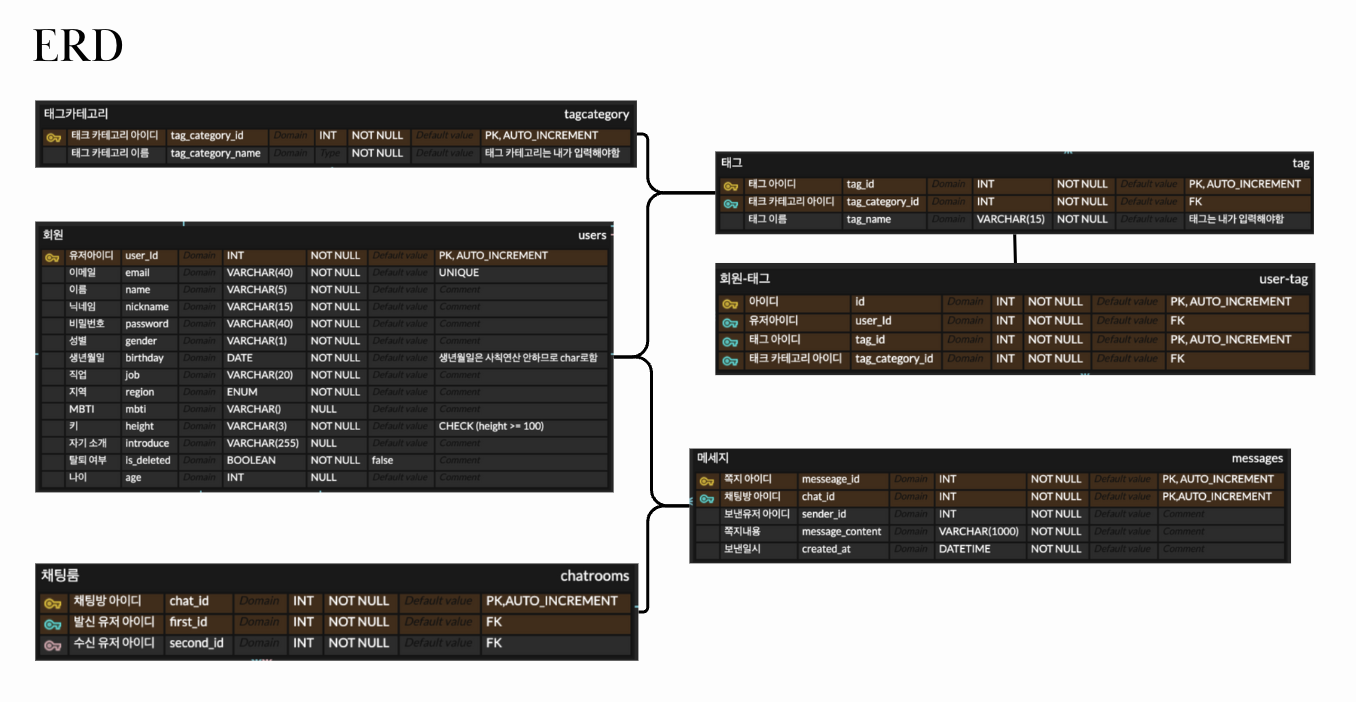 ERD
태그카테고리 tagcategory
태크 카테고리 아이디 tag_category_id Domain INT NOT NULL Default value PK, AUTO_INCREMENT
태그 카테고리 이름 tag_category_name Domain Type NOT NULL Default value 태그 카테고리는 내가 입력해야함
회원 users
유저아이디 user_Id Domain INT NOT NULL Default value PK, AUTO_INCREMENT
이메일 email Domain VARCHAR(40) NOT NULL Default value UNIQUE
이름 name Domain VARCHAR(5) NOT NULL Default value Comment
닉네임 nickname Domain VARCHAR(15) NOT NULL Default value Comment
비밀번호 password Domain VARCHAR(40) NOT NULL Default value Comment
성별 gender Domain VARCHAR(1) NOT NULL Default value Comment
생년월일 birthday Domain DATE NOT NULL Default value 생년월일은 사칙연산 안하므로 char로함
직업 job Domain VARCHAR(20) NOT NULL Default value Comment
지역 region Domain ENUM NOT NULL Default value Comment
MBTI mbti Domain VARCHAR() NULL Default value Comment
키 height Domain VARCHAR(3) NOT NULL Default value CHECK (height >= 100)
자기 소개 introduce Domain VARCHAR(255) NULL Default value Comment
탈퇴 여부 is_deleted Domain BOOLEAN NOT NULL false Comment
나이 age Domain INT NULL Default value Comment
채팅룸 chatrooms
채팅방 아이디 chat_id Domain INT NOT NULL Default value PK,AUTO_INCREMENT
발신 유저 아이디 first_id Domain INT NOT NULL Default value FK
수신 유저 아이디 second_id Domain INT NOT NULL Default value FK
태그 tag
태그 아이디 tag_id Domain INT NOT NULL Default value PK, AUTO_INCREMENT
태크 카테고리 아이디 tag_category_id Domain INT NOT NULL Default value FK
태그 이름 tag_name Domain VARCHAR(15) NOT NULL Default value 태그는 내가 입력해야함
회원-태그 user-tag
아이디 id Domain INT NOT NULL Default value PK, AUTO_INCREMENT
유저아이디 user_Id Domain INT NOT NULL Default value FK
태그 아이디 tag_id Domain INT NOT NULL Default value PK, AUTO_INCREMENT
태크 카테고리 아이디 tag_category_id Domain INT NOT NULL Default value FK
메세지 messages
쪽지 아이디 messeage_id Domain INT NOT NULL Default value PK, AUTO_INCREMENT
채팅방 아이디 chat_id Domain INT NOT NULL Default value PK,AUTO_INCREMENT
보낸유저 아이디 sender_id Domain INT NOT NULL Default value Comment
쪽지내용 message_content Domain VARCHAR(1000) NOT NULL Default value Comment
보낸일시 created_at Domain DATETIME NOT NULL Default value Comment